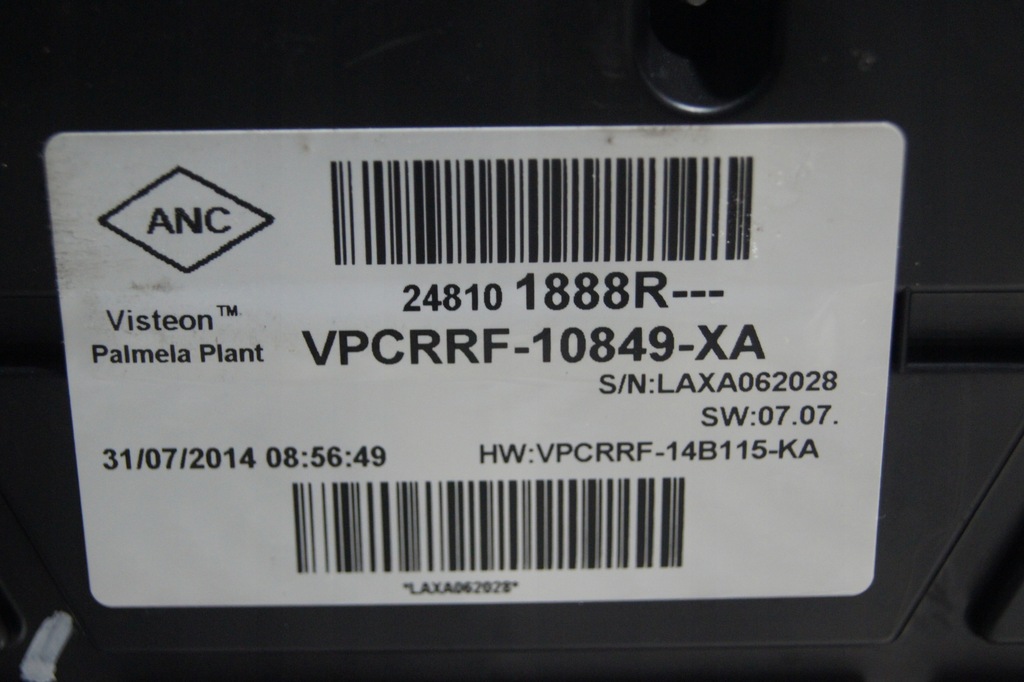 ANC
24810 1888R---
Visteon™
Palmela Plant
VPCRRF-10849-XA
S/N:LAXA062028
SW:07.07.
31/07/2014 08:56:49
HW:VPCRRF-14B115-KA
*LAXA062028*